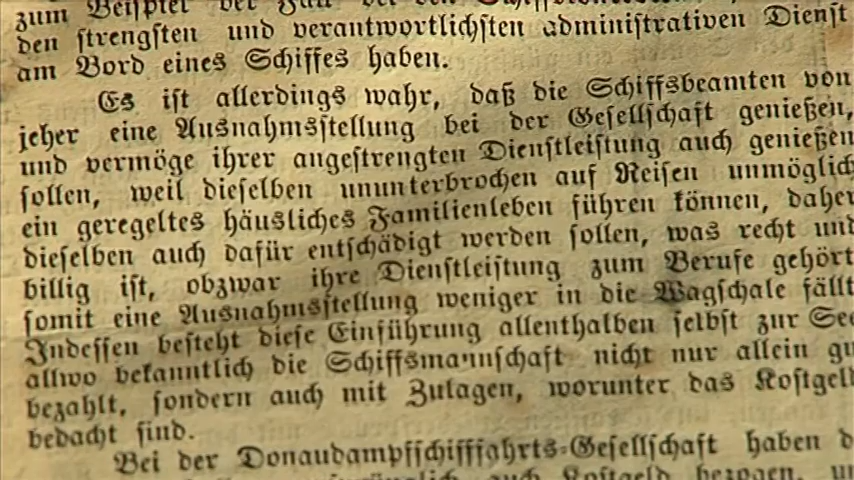 zum Beispiel der Fall bei den
den strengsten und verantwortlichsten administrativen Dienst
am Bord eines Schiffes haben.
Es ist allerdings wahr, daß die Schiffsbeamten von
jeher eine Ausnahmsstellung bei der Gesellschaft genießen,
und vermöge ihrer angestrengten Dienstleistung auch genießen
sollen, weil dieselben ununterbrochen auf Reisen unmöglich
ein geregeltes häusliches Familienleben führen können, daher
dieselben auch dafür entschädigt werden sollen, was recht und
billig ist, obzwar ihre Dienstleistung zum Berufe gehört
somit eine Ausnahmsstellung weniger in die Wagschale fällt
Indessen besteht diese Einführung allenthalben selbst zur See
allwo bekanntlich die Schiffsmannschaft nicht nur allein gu
bezahlt, sondern auch mit Zulagen, worunter das Kostgeld
bedacht sind.
Bei der Donaudampfschifffahrts-Gesellschaft haben d
auch Kostgeld bezogen,